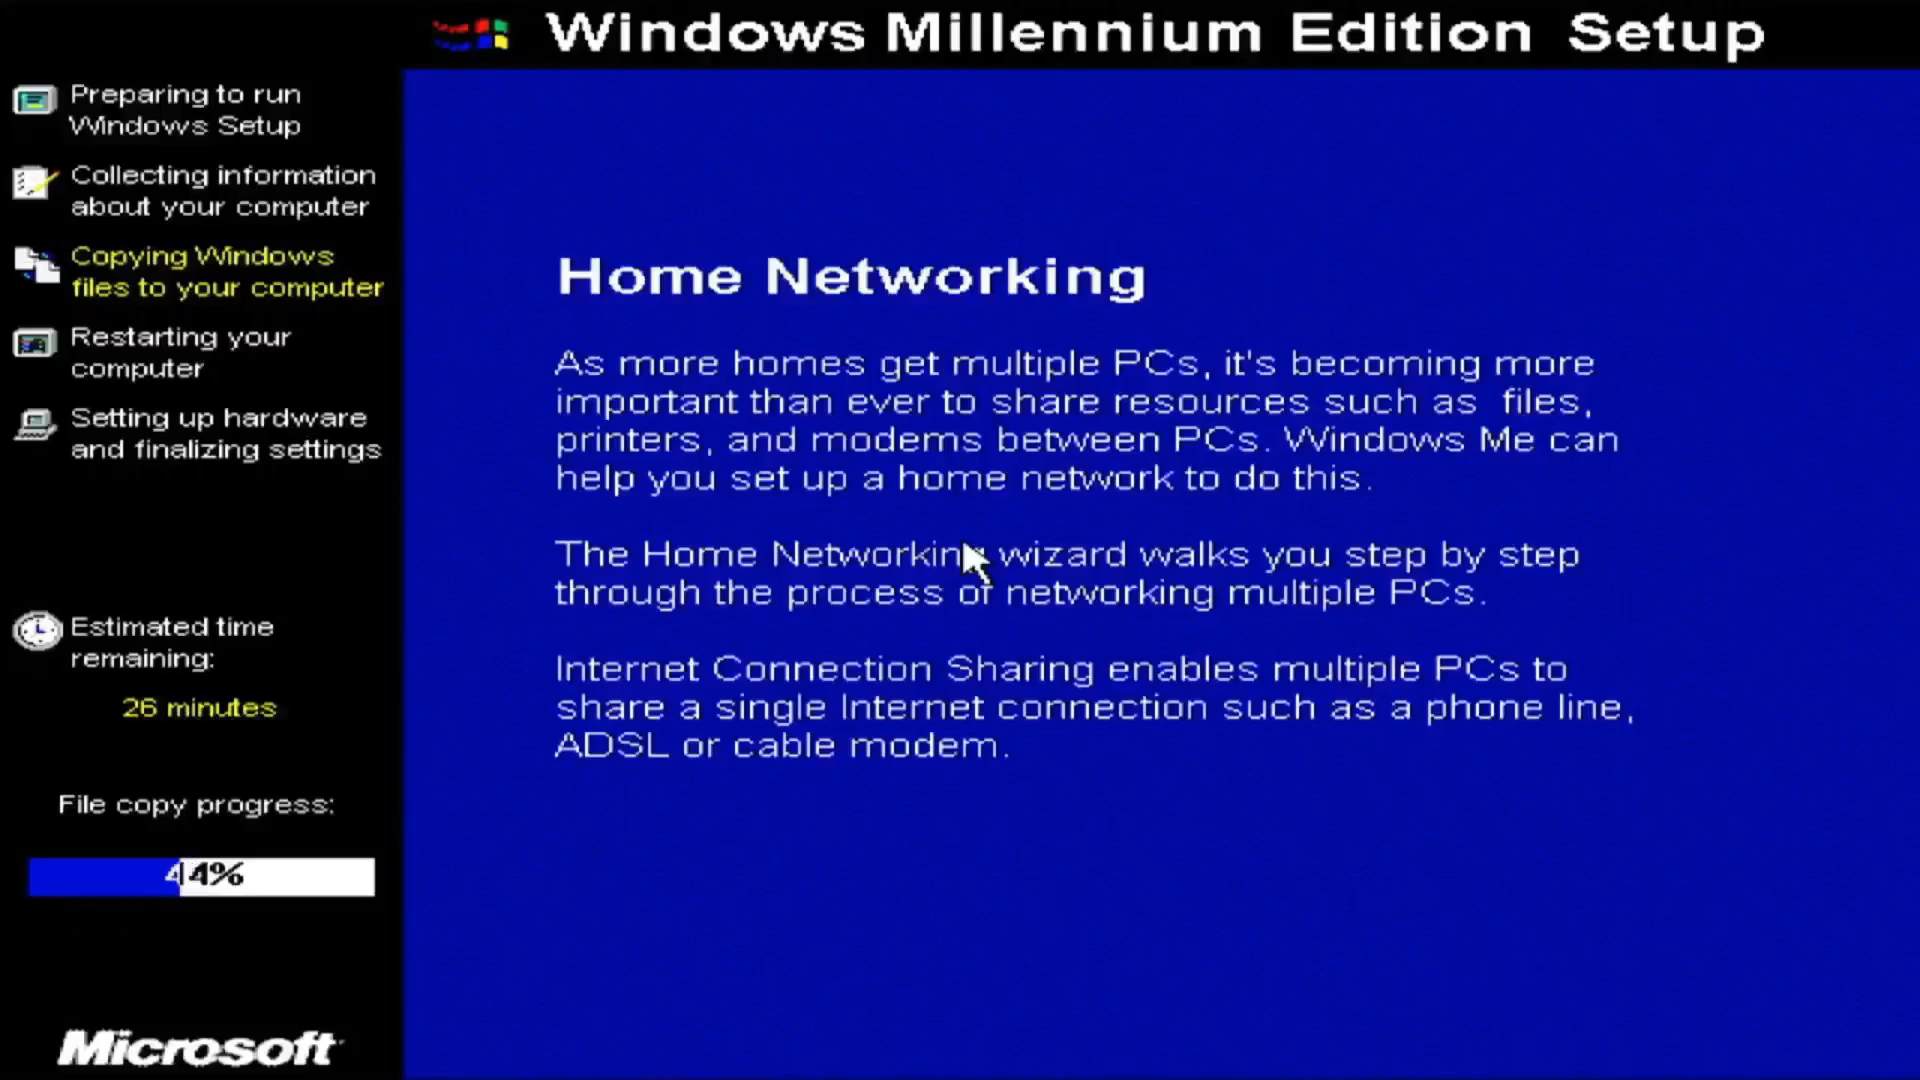 Windows Millennium Edition Setup
Preparing to run
Windows Setup
Collecting information
about your computer
Copying Windows
files to your computer
Restarting your
computer
Setting up hardware
and finalizing settings
Estimated time
remaining:
26 minutes
File copy progress:
44%
Microsoft
Home Networking
As more homes get multiple PCs, it's becoming more
important than ever to share resources such as files,
printers, and modems between PCs. Windows Me can
help you set up a home network to do this.
The Home Networking wizard walks you step by step
through the process of networking multiple PCs.
Internet Connection Sharing enables multiple PCs to
share a single Internet connection such as a phone line,
ADSL or cable modem.